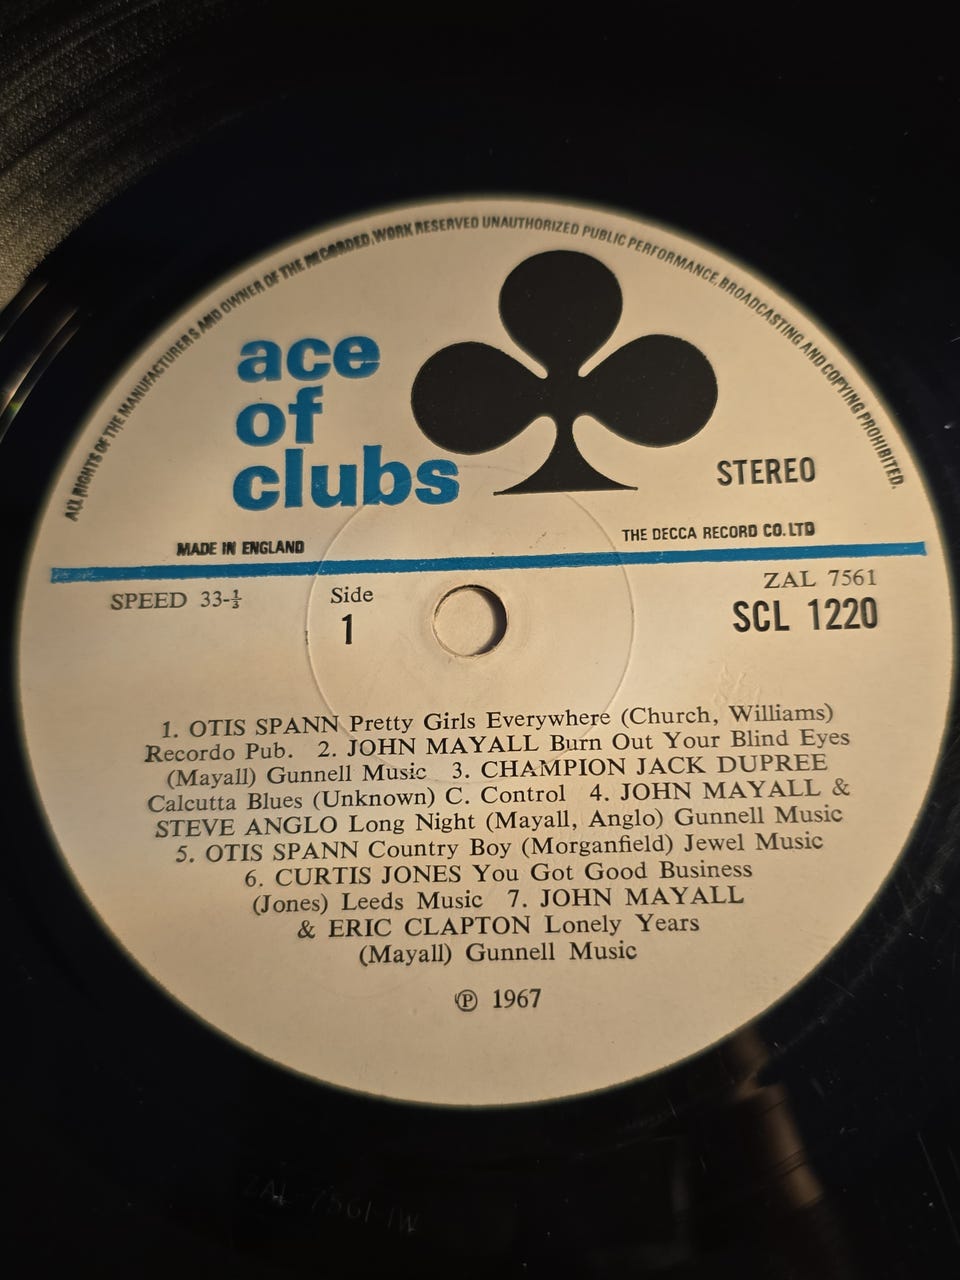 ALL RIGHTS OF THE MANUFACTURERS AND OWNER OF THE RECORDED WORK RESERVED UNAUTHORIZED PUBLIC PERFORMANCE, BROADCASTING AND COPYING PROHIBITED.
ace
of
clubs
STEREO
MADE IN ENGLAND
THE DECCA RECORD CO. LTD
SPEED 33-⅓
Side
1
ZAL 7561
SCL 1220
1. OTIS SPANN Pretty Girls Everywhere (Church, Williams)
Recordo Pub. 2. JOHN MAYALL Burn Out Your Blind Eyes
(Mayall) Gunnell Music 3. CHAMPION JACK DUPREE
Calcutta Blues (Unknown) C. Control 4. JOHN MAYALL &
STEVE ANGLO Long Night (Mayall, Anglo) Gunnell Music
5. OTIS SPANN Country Boy (Morganfield) Jewel Music
6. CURTIS JONES You Got Good Business
(Jones) Leeds Music 7. JOHN MAYALL
& ERIC CLAPTON Lonely Years
(Mayall) Gunnell Music
℗ 1967
ZAL-7561-1W